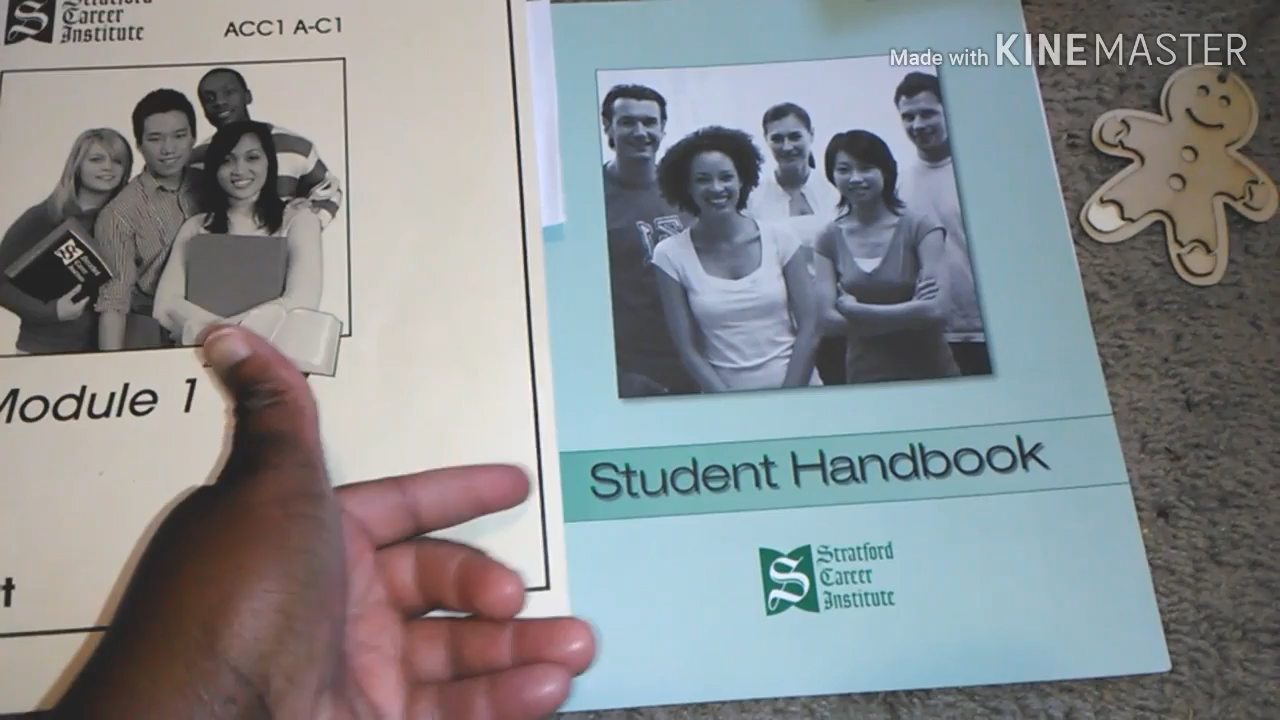 Stratford
Career
Institute
ACC1 A-C1
Module 1
Made with KINEMASTER
Student Handbook
Stratford
Career
Institute